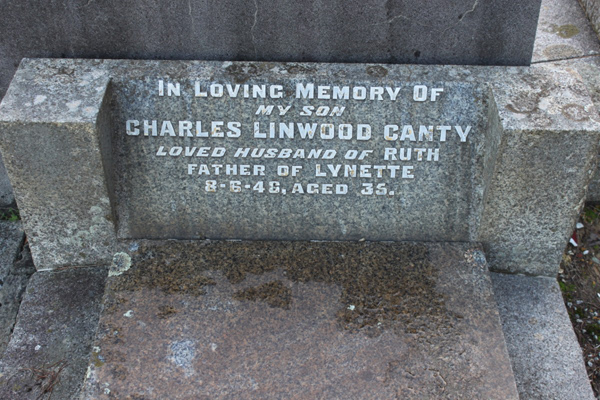 IN LOVING MEMORY OF
MY SON
CHARLES LINWOOD CANTY
LOVED HUSBAND OF RUTH
FATHER OF LYNETTE
8-6-48, AGED 35.